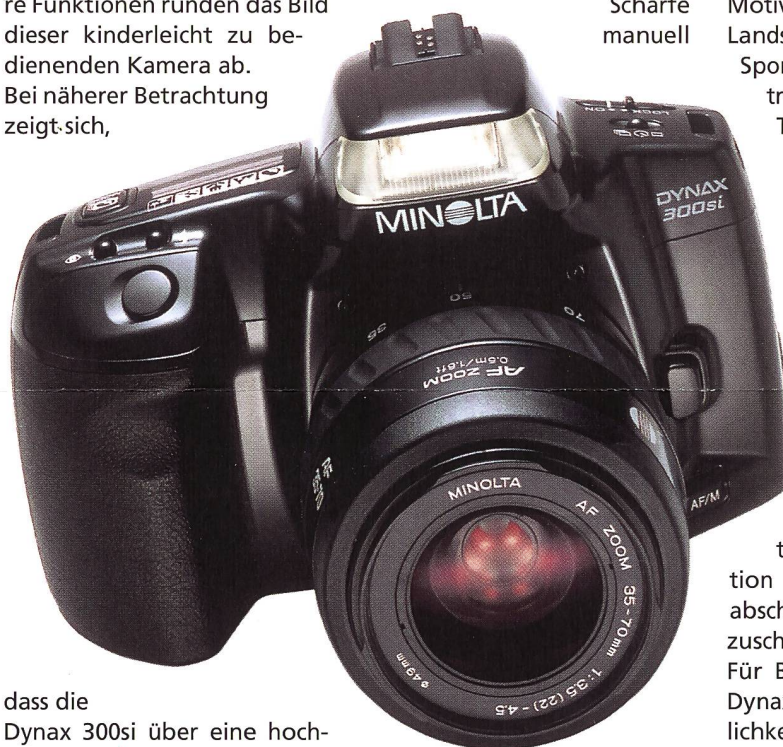 re Funktionen runden das Bild
dieser kinderleicht zu be-
dienenden Kamera ab.
Bei näherer Betrachtung
zeigt sich,
dass die
Dynax 300si über eine hoch-
Schärfe
manuell
Motiv
Lands
Spor
tr
T
t
tion
absch
zusch
Für B
Dyna
lichke
LOCK ON
MINOLTA
DYNAX
300si
35
50
70
AF ZOOM
0.5m/1.6ft
AF/M
MINOLTA
AF ZOOM 35-70mm 1:3.5 (22) - 4.5
ø49mm